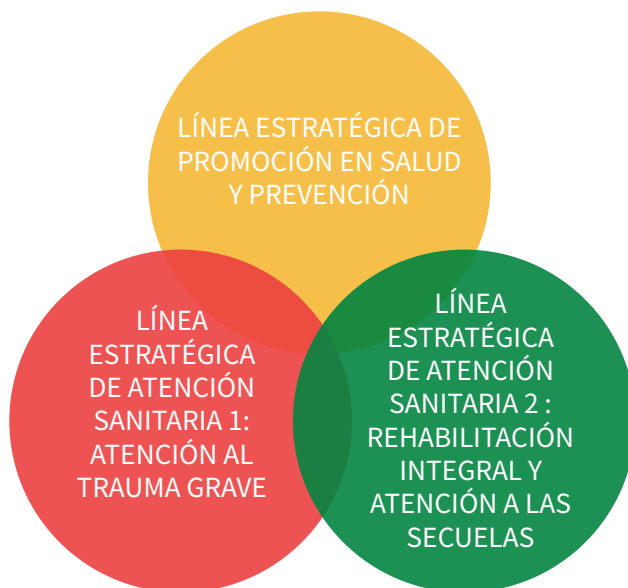 LÍNEA ESTRATÉGICA DE
PROMOCIÓN EN SALUD
Y PREVENCIÓN
LÍNEA
ESTRATÉGICA
DE ATENCIÓN
SANITARIA 1:
ATENCIÓN AL
TRAUMA GRAVE
LÍNEA
ESTRATÉGICA
DE ATENCIÓN
SANITARIA 2 :
REHABILITACIÓN
INTEGRAL Y
ATENCIÓN A LAS
SECUELAS